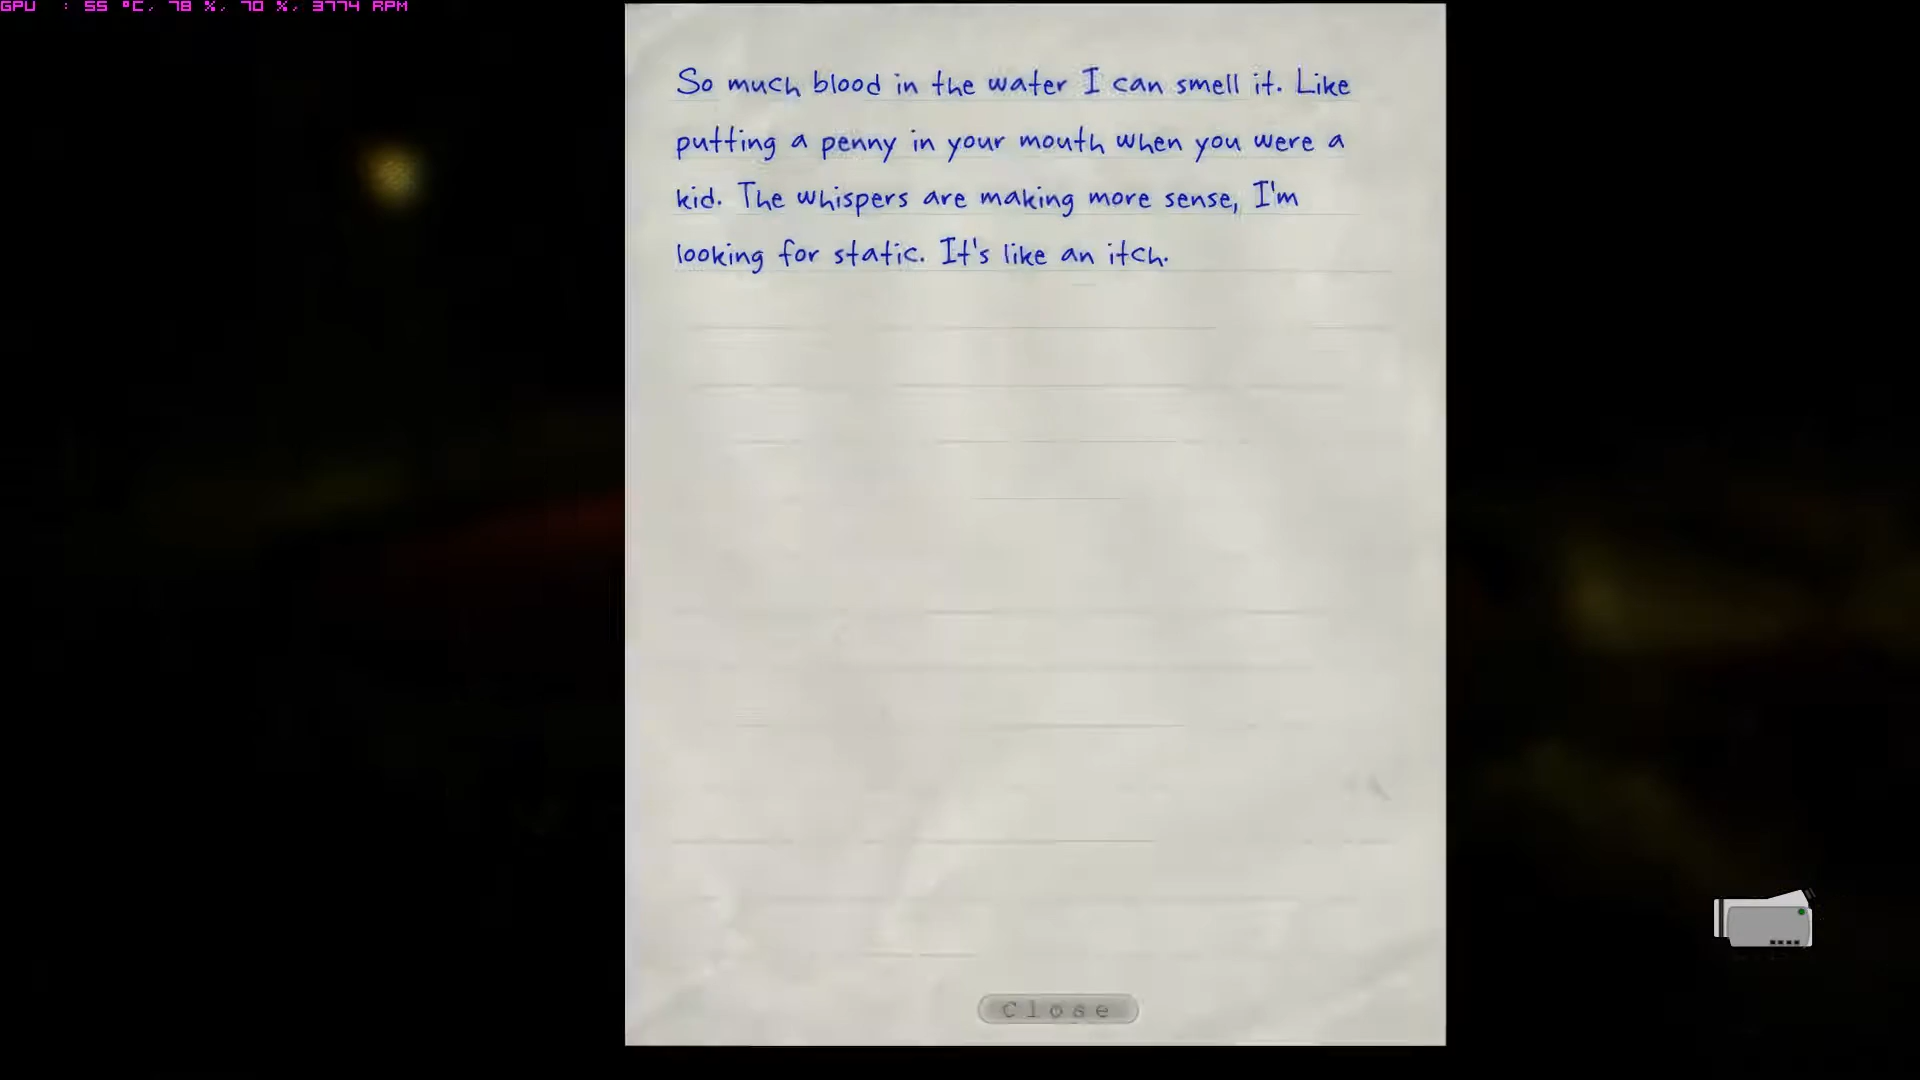 GPU : 55 °C, 78 %, 70 %, 3774 RPM
So much blood in the water I can smell it. Like
putting a penny in your mouth when you were a
kid. The whispers are making more sense, I'm
looking for static. It's like an itch.
Close